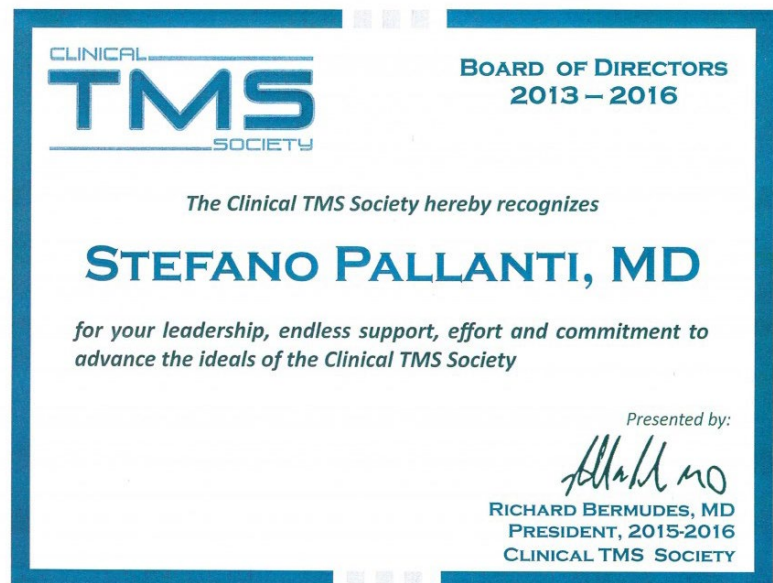 CLINICAL
TMS
SOCIETY
BOARD OF DIRECTORS
2013 – 2016
The Clinical TMS Society hereby recognizes
STEFANO PALLANTI, MD
for your leadership, endless support, effort and commitment to
advance the ideals of the Clinical TMS Society
Presented by:
MD
RICHARD BERMUDES, MD
PRESIDENT, 2015-2016
CLINICAL TMS SOCIETY